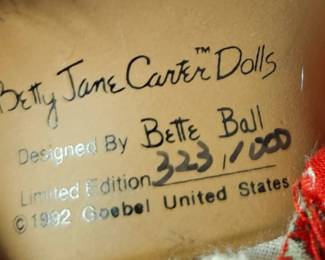 Betty Jane Carter™ Dolls
Designed By Bette Ball
Limited Edition 323/1000
© 1992 Goebel United States